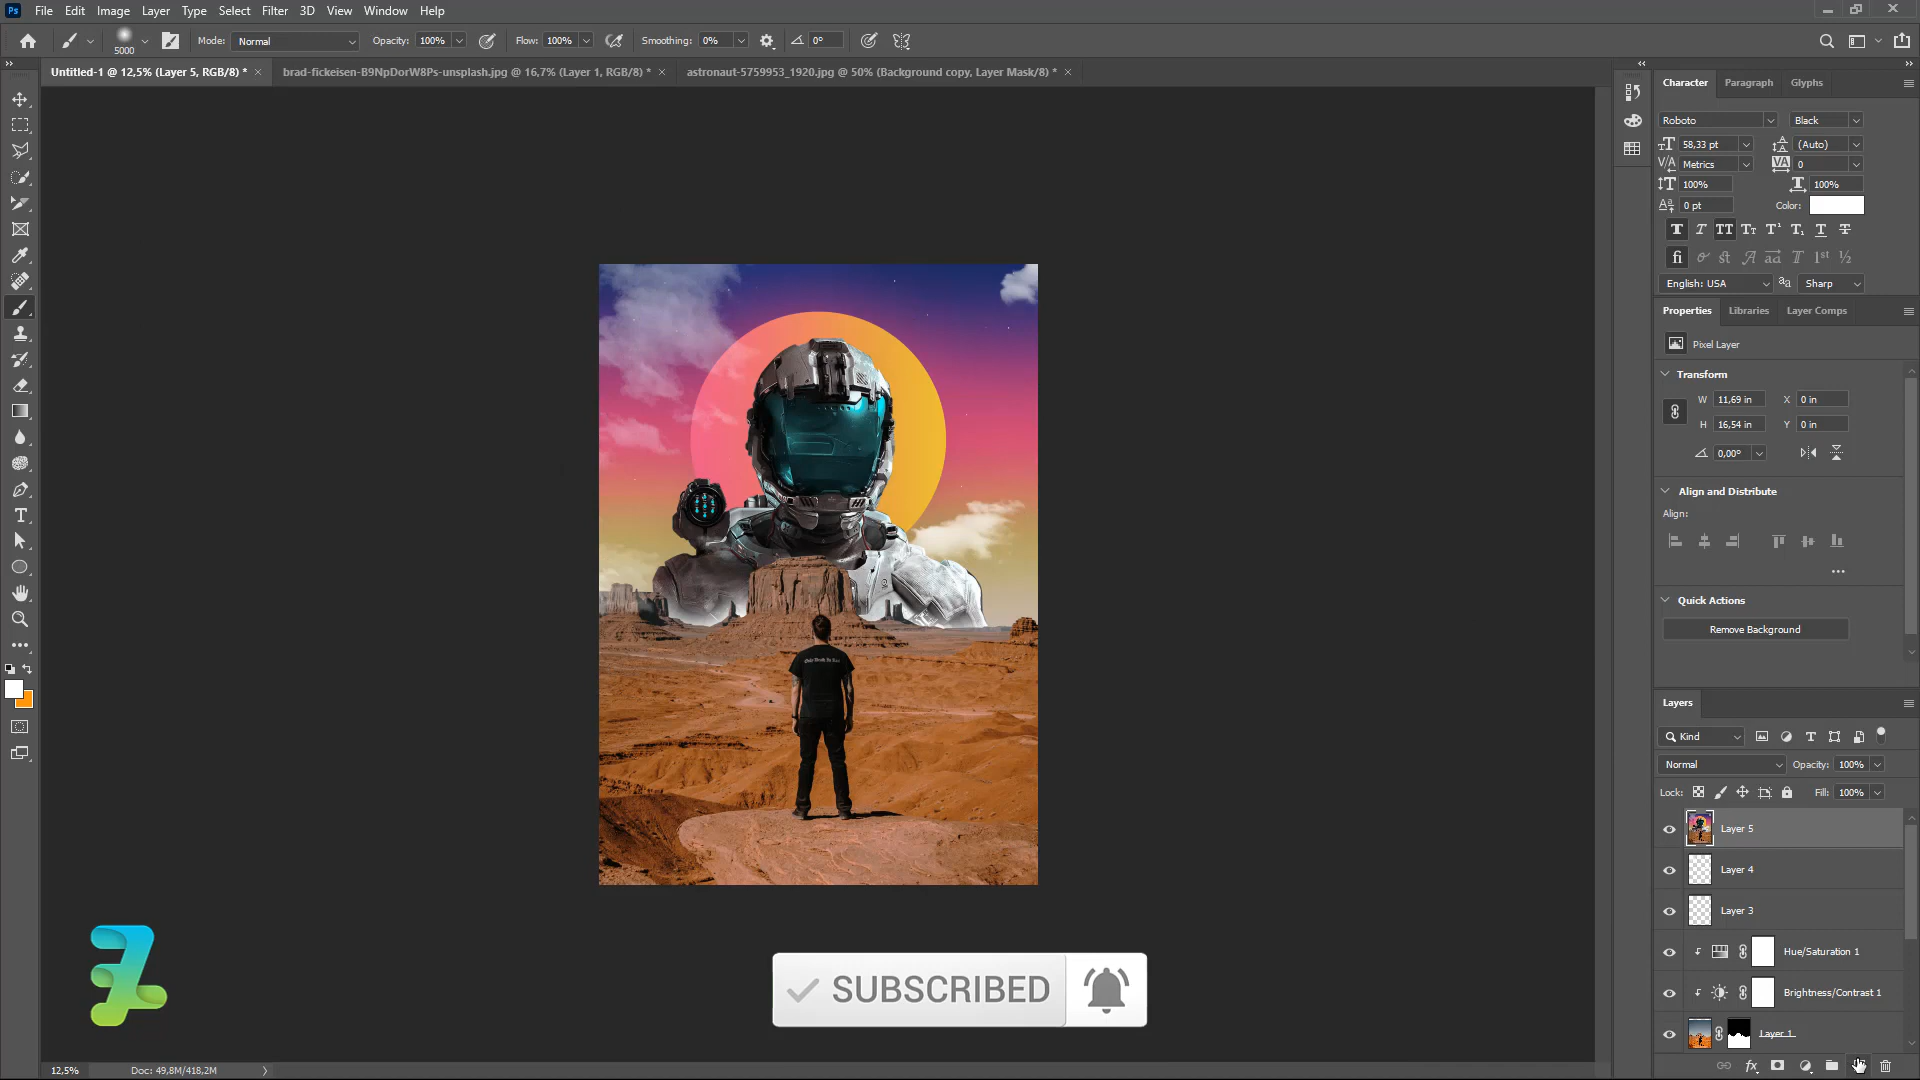 Ps File Edit Image Layer Type Select Filter 3D View Window Help
5000 Mode: Normal Opacity: 100% Flow: 100% Smoothing: 0% 0°
Untitled-1 @ 12,5% (Layer 5, RGB/8) * × brad-fickeisen-B9NpDorW8Ps-unsplash.jpg @ 16,7% (Layer 1, RGB/8) * × astronaut-5759953_1920.jpg @ 50% (Background copy, Layer Mask/8) * ×
Character Paragraph Glyphs
Roboto Black
58,33 pt (Auto)
Metrics 0
100% 100%
0 pt Color:
English: USA aa Sharp
Properties Libraries Layer Comps
Pixel Layer
Transform
W 11,69 in X 0 in
H 16,54 in Y 0 in
0,00°
Align and Distribute
Align:
Quick Actions
Remove Background
Layers
Kind
Normal Opacity: 100%
Lock: Fill: 100%
Layer 5
Layer 4
Layer 3
Hue/Saturation 1
Brightness/Contrast 1
Layer 1
SUBSCRIBED
12,5% Doc: 49,8M/418,2M